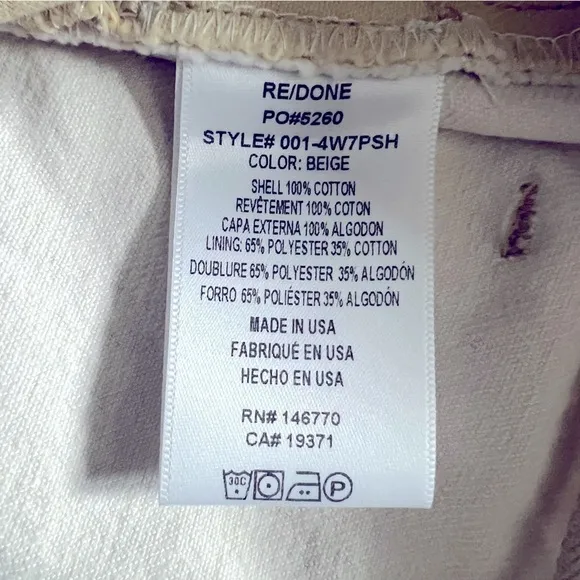 RE/DONE
PO#5260
STYLE# 001-4W7PSH
COLOR: BEIGE
SHELL 100% COTTON
REVÊTEMENT 100% COTON
CAPA EXTERNA 100% ALGODON
LINING: 65% POLYESTER 35% COTTON
DOUBLURE 65% POLYESTER 35% ALGODÓN
FORRO 65% POLIÉSTER 35% ALGODÓN
MADE IN USA
FABRIQUÉ EN USA
HECHO EN USA
RN# 146770
CA# 19371
30C P